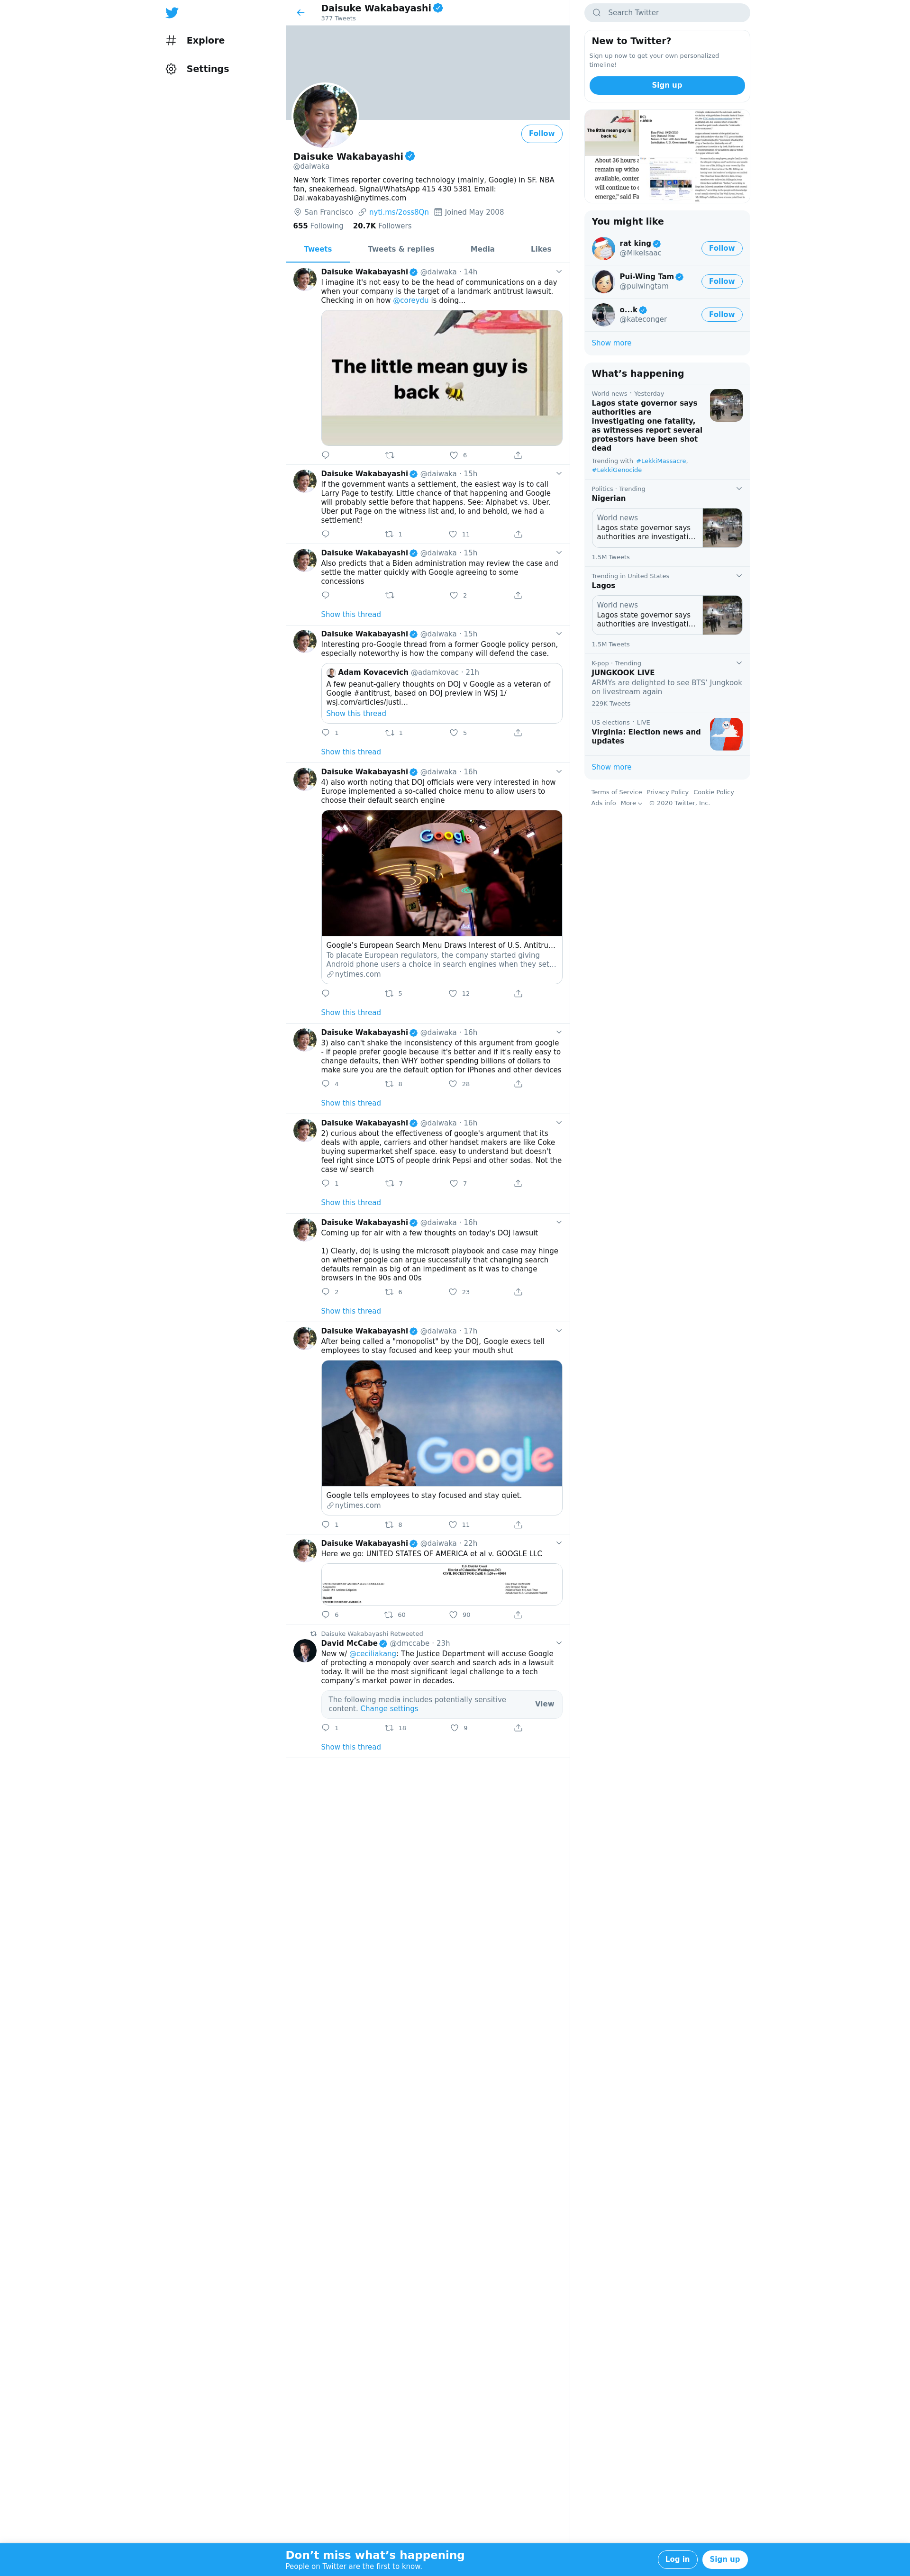 Explore
Settings
Daisuke Wakabayashi
377 Tweets
Follow
Daisuke Wakabayashi
@daiwaka
New York Times reporter covering technology (mainly, Google) in SF. NBA
fan, sneakerhead. Signal/WhatsApp 415 430 5381 Email:
Dai.wakabayashi@nytimes.com
San Francisco nyti.ms/2oss8Qn Joined May 2008
655 Following 20.7K Followers
Tweets Tweets & replies Media Likes
Daisuke Wakabayashi @daiwaka · 14h
I imagine it's not easy to be the head of communications on a day
when your company is the target of a landmark antitrust lawsuit.
Checking in on how @coreydu is doing...
The little mean guy is
back 🐝
6
Daisuke Wakabayashi @daiwaka · 15h
If the government wants a settlement, the easiest way is to call
Larry Page to testify. Little chance of that happening and Google
will probably settle before that happens. See: Alphabet vs. Uber.
Uber put Page on the witness list and, lo and behold, we had a
settlement!
1 11
Daisuke Wakabayashi @daiwaka · 15h
Also predicts that a Biden administration may review the case and
settle the matter quickly with Google agreeing to some
concessions
2
Show this thread
Daisuke Wakabayashi @daiwaka · 15h
Interesting pro-Google thread from a former Google policy person,
especially noteworthy is how the company will defend the case.
Adam Kovacevich @adamkovac · 21h
A few peanut-gallery thoughts on DOJ v Google as a veteran of
Google #antitrust, based on DOJ preview in WSJ 1/
wsj.com/articles/justi…
Show this thread
1 1 5
Show this thread
Daisuke Wakabayashi @daiwaka · 16h
4) also worth noting that DOJ officials were very interested in how
Europe implemented a so-called choice menu to allow users to
choose their default search engine
Google
Google's European Search Menu Draws Interest of U.S. Antitru…
To placate European regulators, the company started giving
Android phone users a choice in search engines when they set…
nytimes.com
5 12
Show this thread
Daisuke Wakabayashi @daiwaka · 16h
3) also can't shake the inconsistency of this argument from google
- if people prefer google because it's better and if it's really easy to
change defaults, then WHY bother spending billions of dollars to
make sure you are the default option for iPhones and other devices
4 8 28
Show this thread
Daisuke Wakabayashi @daiwaka · 16h
2) curious about the effectiveness of google's argument that its
deals with apple, carriers and other handset makers are like Coke
buying supermarket shelf space. easy to understand but doesn't
feel right since LOTS of people drink Pepsi and other sodas. Not the
case w/ search
1 7 7
Show this thread
Daisuke Wakabayashi @daiwaka · 16h
Coming up for air with a few thoughts on today's DOJ lawsuit
1) Clearly, doj is using the microsoft playbook and case may hinge
on whether google can argue successfully that changing search
defaults remain as big of an impediment as it was to change
browsers in the 90s and 00s
2 6 23
Show this thread
Daisuke Wakabayashi @daiwaka · 17h
After being called a "monopolist" by the DOJ, Google execs tell
employees to stay focused and keep your mouth shut
Google
Google tells employees to stay focused and stay quiet.
nytimes.com
1 8 11
Daisuke Wakabayashi @daiwaka · 22h
Here we go: UNITED STATES OF AMERICA et al v. GOOGLE LLC
U.S. District Court
District of Columbia (Washington, DC)
6 60 90
Daisuke Wakabayashi Retweeted
David McCabe @dmccabe · 23h
New w/ @ceciliakang: The Justice Department will accuse Google
of protecting a monopoly over search and search ads in a lawsuit
today. It will be the most significant legal challenge to a tech
company's market power in decades.
The following media includes potentially sensitive
content. Change settings
View
1 18 9
Show this thread
Search Twitter
New to Twitter?
Sign up now to get your own personalized
timeline!
Sign up
The little mean guy is
back
About 36 hours a
remain up witho
available, conter
will continue to e
emerge," said Fa
You might like
rat king
@MikeIsaac
Follow
Pui-Wing Tam
@puiwingtam
Follow
o...k
@kateconger
Follow
Show more
What's happening
World news · Yesterday
Lagos state governor says
authorities are
investigating one fatality,
as witnesses report several
protestors have been shot
dead
Trending with #LekkiMassacre,
#LekkiGenocide
Politics · Trending
Nigerian
World news
Lagos state governor says
authorities are investigati…
1.5M Tweets
Trending in United States
Lagos
World news
Lagos state governor says
authorities are investigati…
1.5M Tweets
K-pop · Trending
JUNGKOOK LIVE
ARMYs are delighted to see BTS' Jungkook
on livestream again
229K Tweets
US elections · LIVE
Virginia: Election news and
updates
Show more
Terms of Service Privacy Policy Cookie Policy
Ads info More © 2020 Twitter, Inc.
Don't miss what's happening
People on Twitter are the first to know.
Log in
Sign up